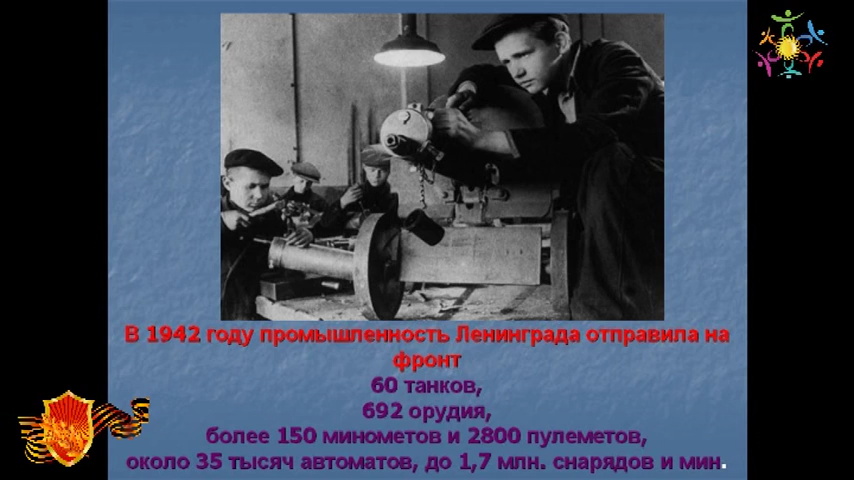 В 1942 году промышленность Ленинграда отправила на
фронт
60 танков,
692 орудия,
более 150 минометов и 2800 пулеметов,
около 35 тысяч автоматов, до 1,7 млн. снарядов и мин.